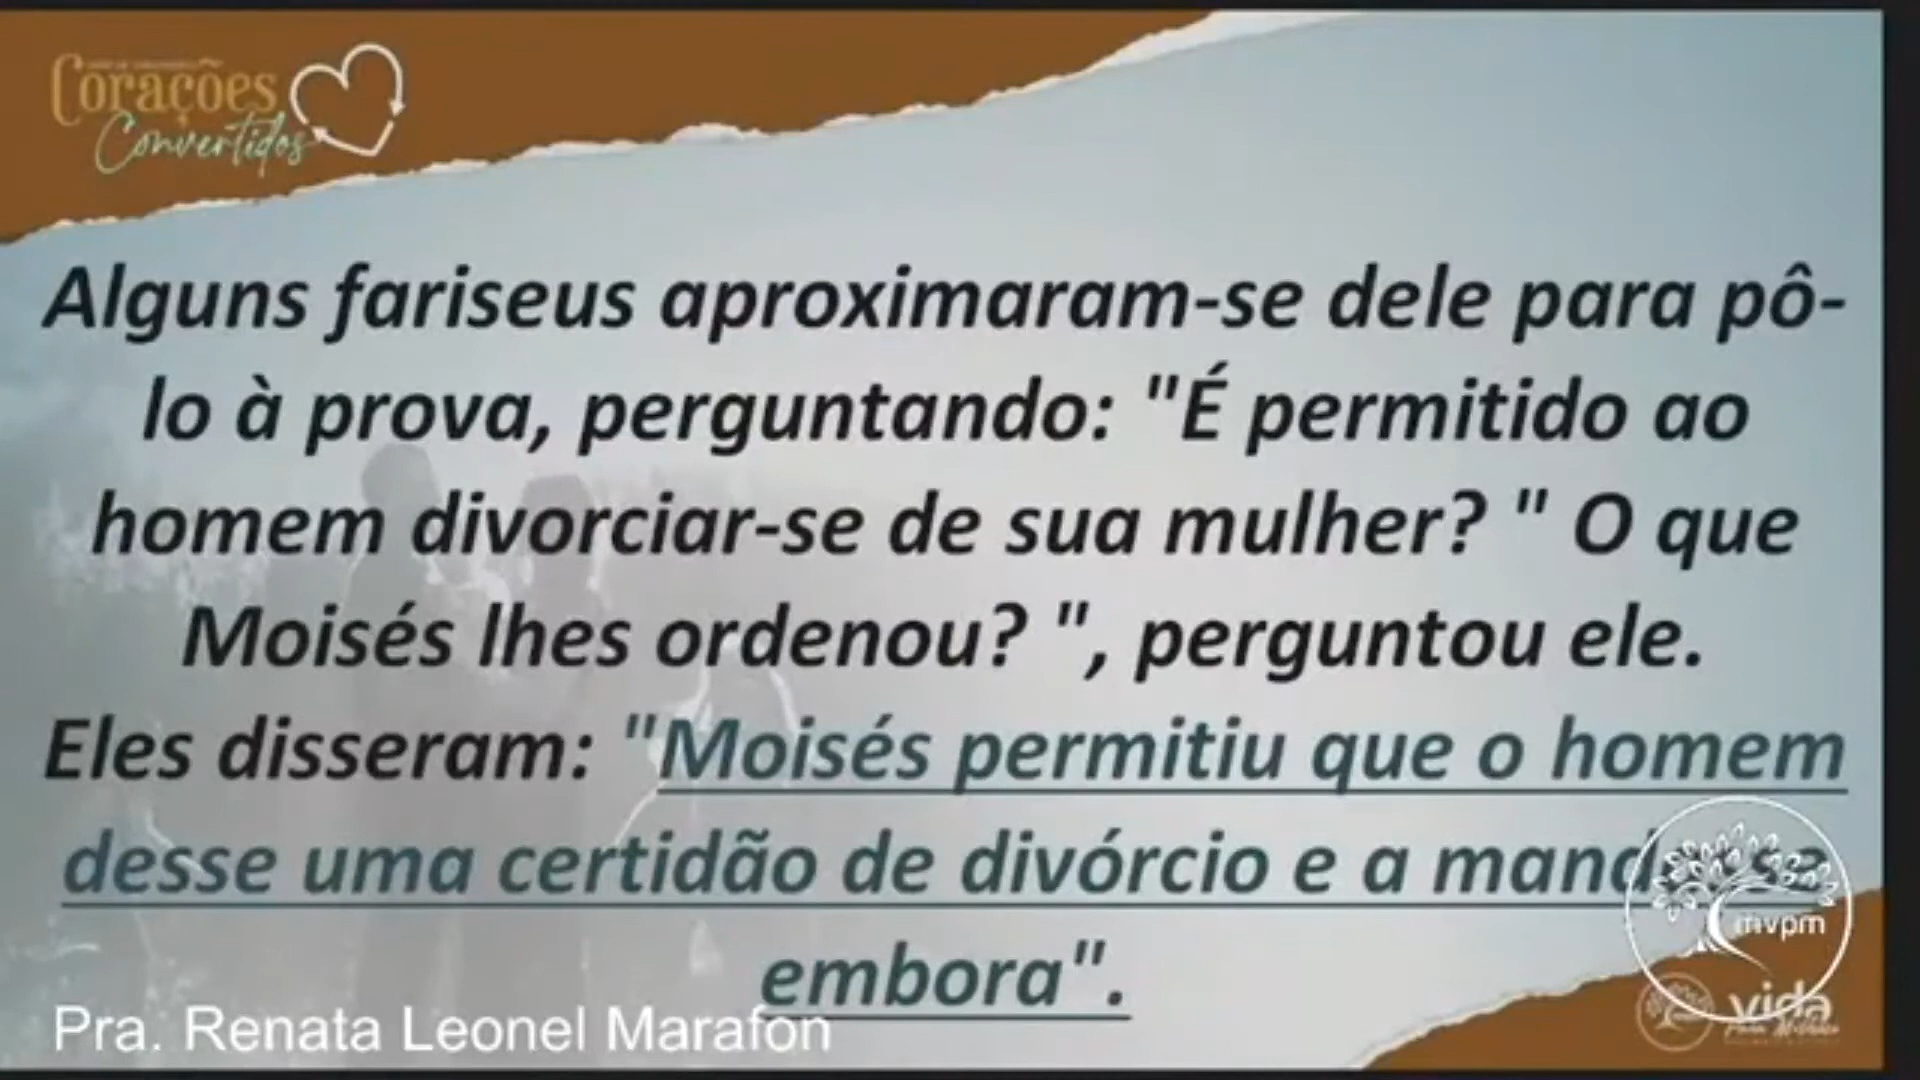 Corações
Convertidos
Alguns fariseus aproximaram-se dele para pô-
lo à prova, perguntando: "É permitido ao
homem divorciar-se de sua mulher? " O que
Moisés lhes ordenou? ", perguntou ele.
Eles disseram: "Moisés permitiu que o homem
desse uma certidão de divórcio e a
embora".
mvpm
Pra. Renata Leonel Marafon
vida